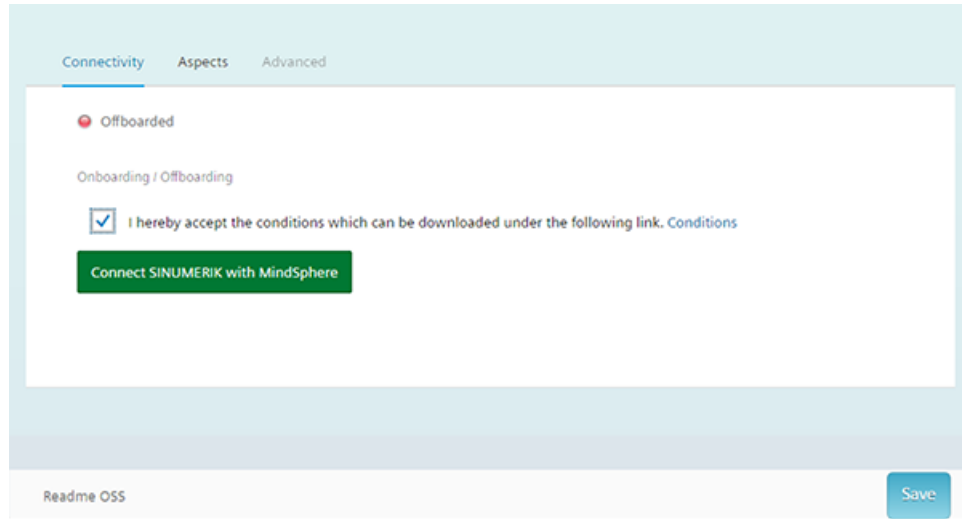 Connectivity Aspects Advanced
Offboarded
Onboarding / Offboarding
I hereby accept the conditions which can be downloaded under the following link. Conditions
Connect SINUMERIK with MindSphere
Readme OSS
Save